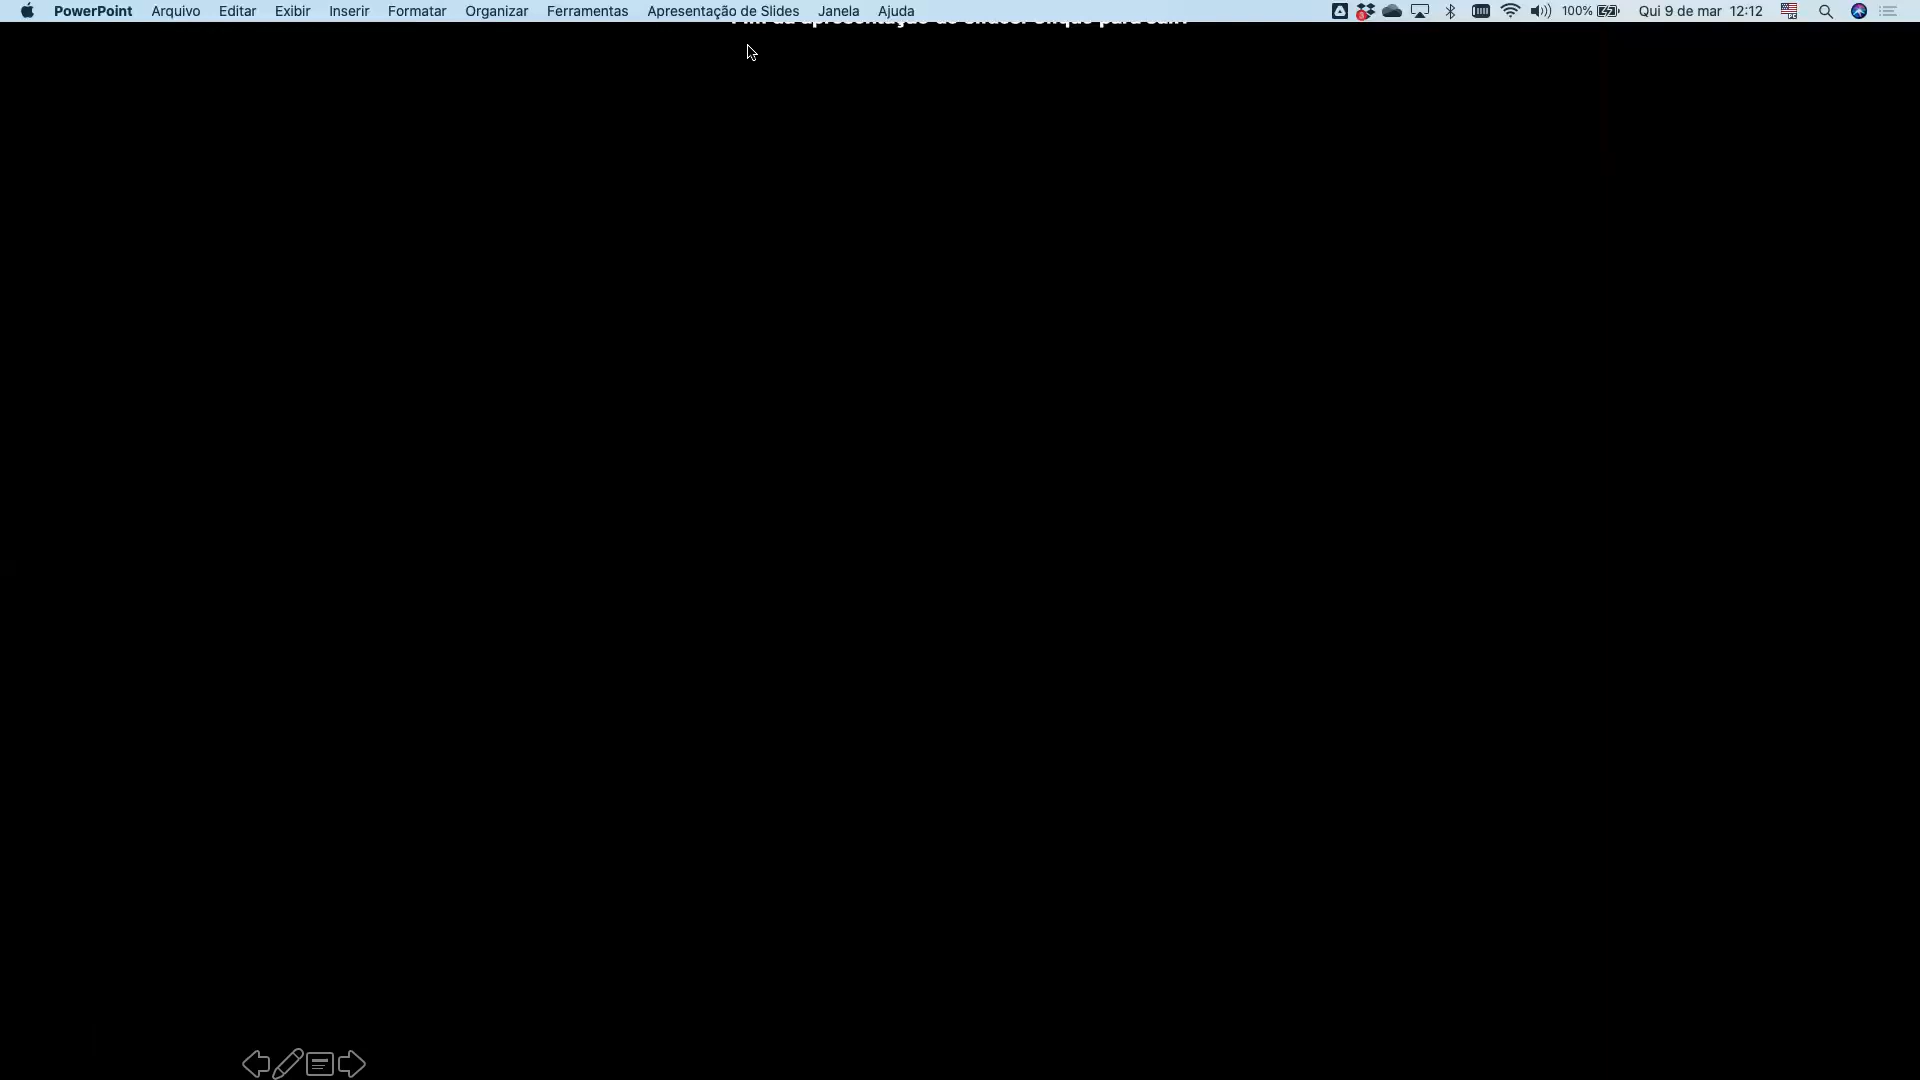 PowerPoint Arquivo Editar Exibir Inserir Formatar Organizar Ferramentas Apresentação de Slides Janela Ajuda 100% Qui 9 de mar 12:12